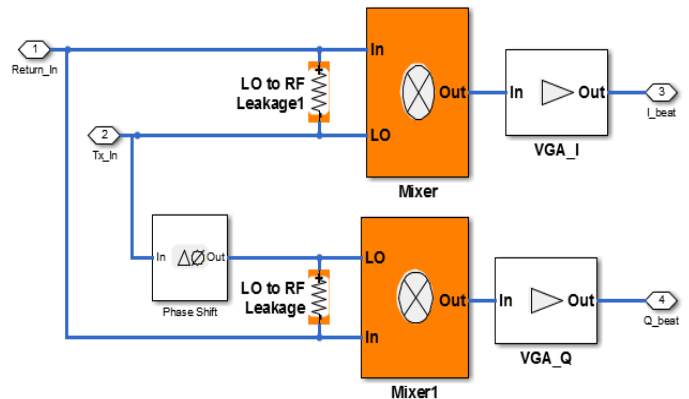 1
Return_In
LO to RF
Leakage1
+
In
LO
Out
Mixer
In
Out
VGA_I
3
I_beat
2
Tx_In
In
ΔØ
Out
Phase Shift
LO to RF
Leakage
+
LO
In
Out
Mixer1
In
Out
VGA_Q
4
Q_beat